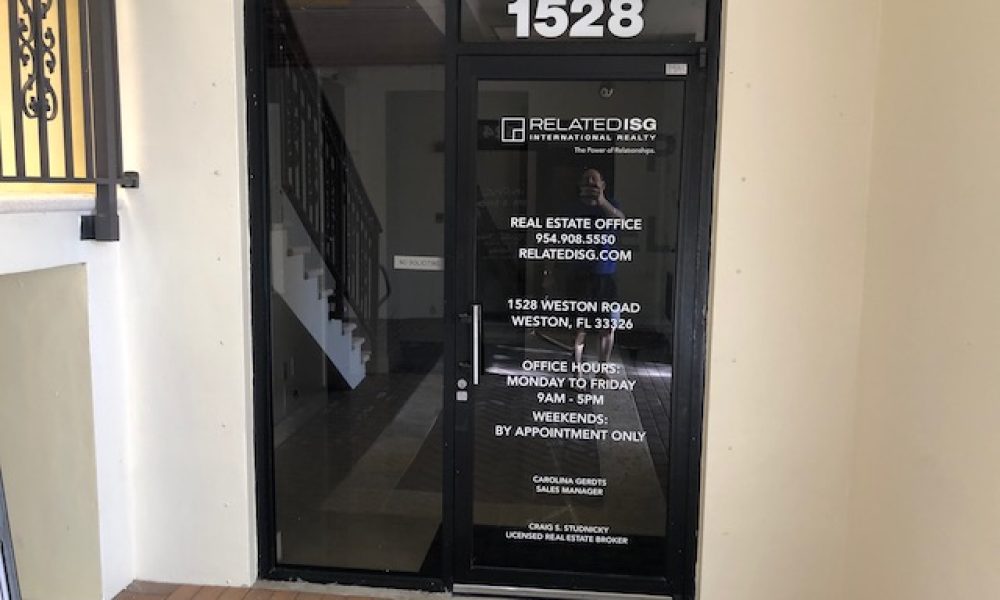 1528
RELATEDISG
INTERNATIONAL REALTY
The Power of Relationships.
REAL ESTATE OFFICE
954.908.5550
RELATEDISG.COM
NO SOLICITING
1528 WESTON ROAD
WESTON, FL 33326
OFFICE HOURS:
MONDAY TO FRIDAY
9AM - 5PM
WEEKENDS:
BY APPOINTMENT ONLY
CAROLINA GERDTS
SALES MANAGER
CRAIG S. STUDNICKY
LICENSED REAL ESTATE BROKER